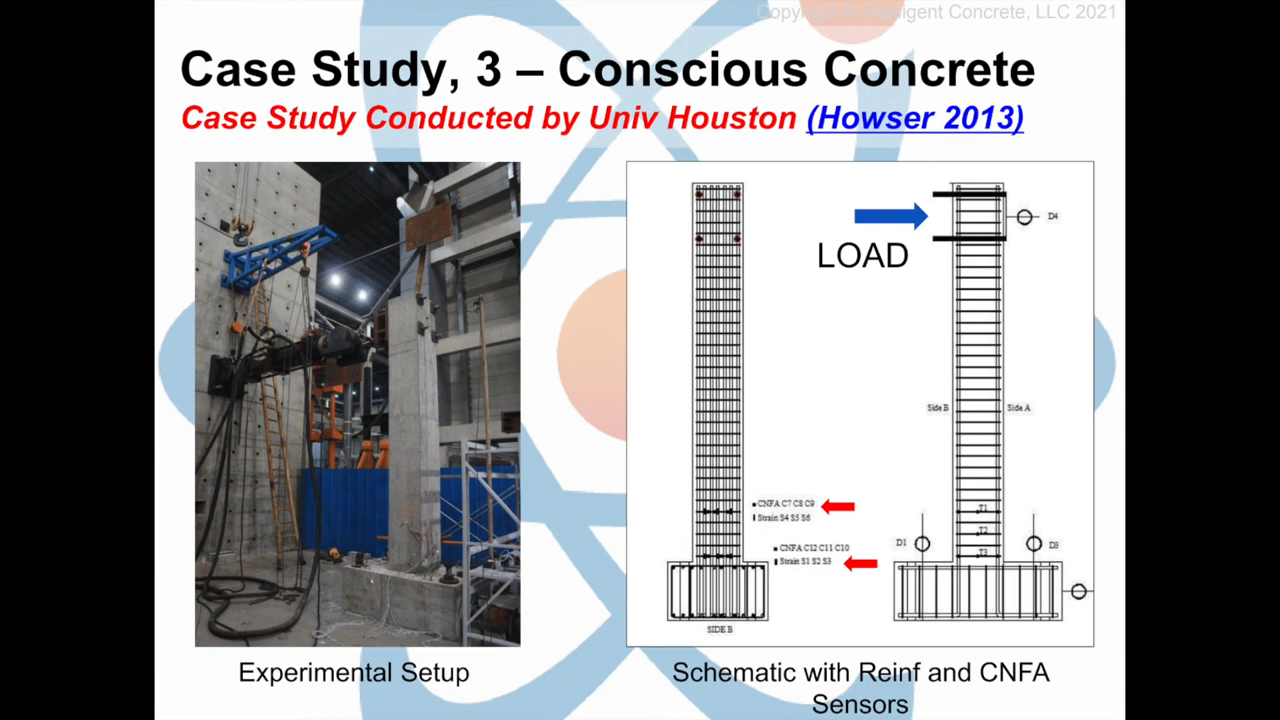 Copyright © Intelligent Concrete, LLC 2021
Case Study, 3 – Conscious Concrete
Case Study Conducted by Univ Houston (Howser 2013)
LOAD
D4
Side B
Side A
CNFA C7 C8 C9
Strain S4 S5 S6
CNFA C12 C11 C10
Strain S1 S2 S3
T1
T2
T3
D1
D3
SIDE B
Experimental Setup
Schematic with Reinf and CNFA
Sensors